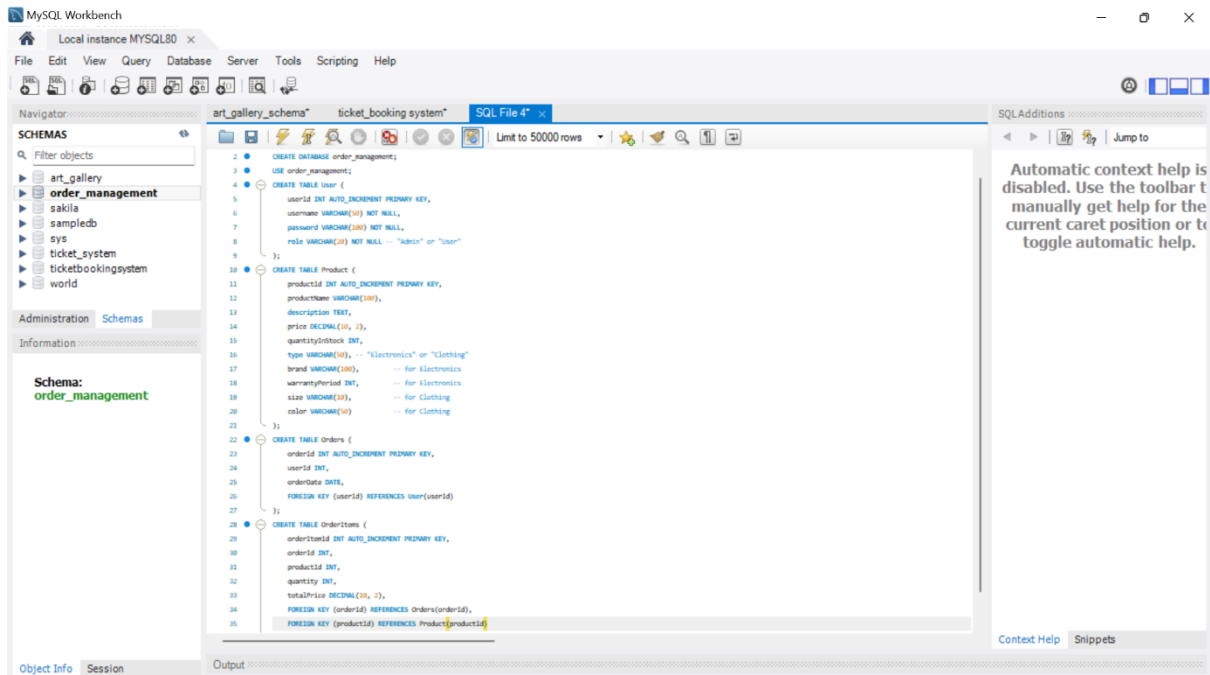 MySQL Workbench
Local instance MYSQL80 ×
File Edit View Query Database Server Tools Scripting Help
Navigator
SCHEMAS
Filter objects
art_gallery
order_management
sakila
sampledb
sys
ticket_system
ticketbookingsystem
world
Administration Schemas
Information
Schema:
order_management
Object Info Session
art_gallery_schema* ticket_booking system* SQL File 4* ×
Limit to 50000 rows
2 CREATE DATABASE order_management;
3 USE order_management;
4 CREATE TABLE User (
5 userId INT AUTO_INCREMENT PRIMARY KEY,
6 username VARCHAR(50) NOT NULL,
7 password VARCHAR(100) NOT NULL,
8 role VARCHAR(20) NOT NULL -- "Admin" or "User"
9 );
10 CREATE TABLE Product (
11 productId INT AUTO_INCREMENT PRIMARY KEY,
12 productName VARCHAR(100),
13 description TEXT,
14 price DECIMAL(10, 2),
15 quantityInStock INT,
16 type VARCHAR(50), -- "Electronics" or "Clothing"
17 brand VARCHAR(100), -- for Electronics
18 warrantyPeriod INT, -- for Electronics
19 size VARCHAR(10), -- for Clothing
20 color VARCHAR(50) -- for Clothing
21 );
22 CREATE TABLE Orders (
23 orderId INT AUTO_INCREMENT PRIMARY KEY,
24 userId INT,
25 orderDate DATE,
26 FOREIGN KEY (userId) REFERENCES User(userId)
27 );
28 CREATE TABLE OrderItems (
29 orderItemId INT AUTO_INCREMENT PRIMARY KEY,
30 orderId INT,
31 productId INT,
32 quantity INT,
33 totalPrice DECIMAL(10, 2),
34 FOREIGN KEY (orderId) REFERENCES Orders(orderId),
35 FOREIGN KEY (productId) REFERENCES Product(productId)
Output
SQLAdditions
Jump to
Automatic context help is
disabled. Use the toolbar t
manually get help for the
current caret position or to
toggle automatic help.
Context Help Snippets